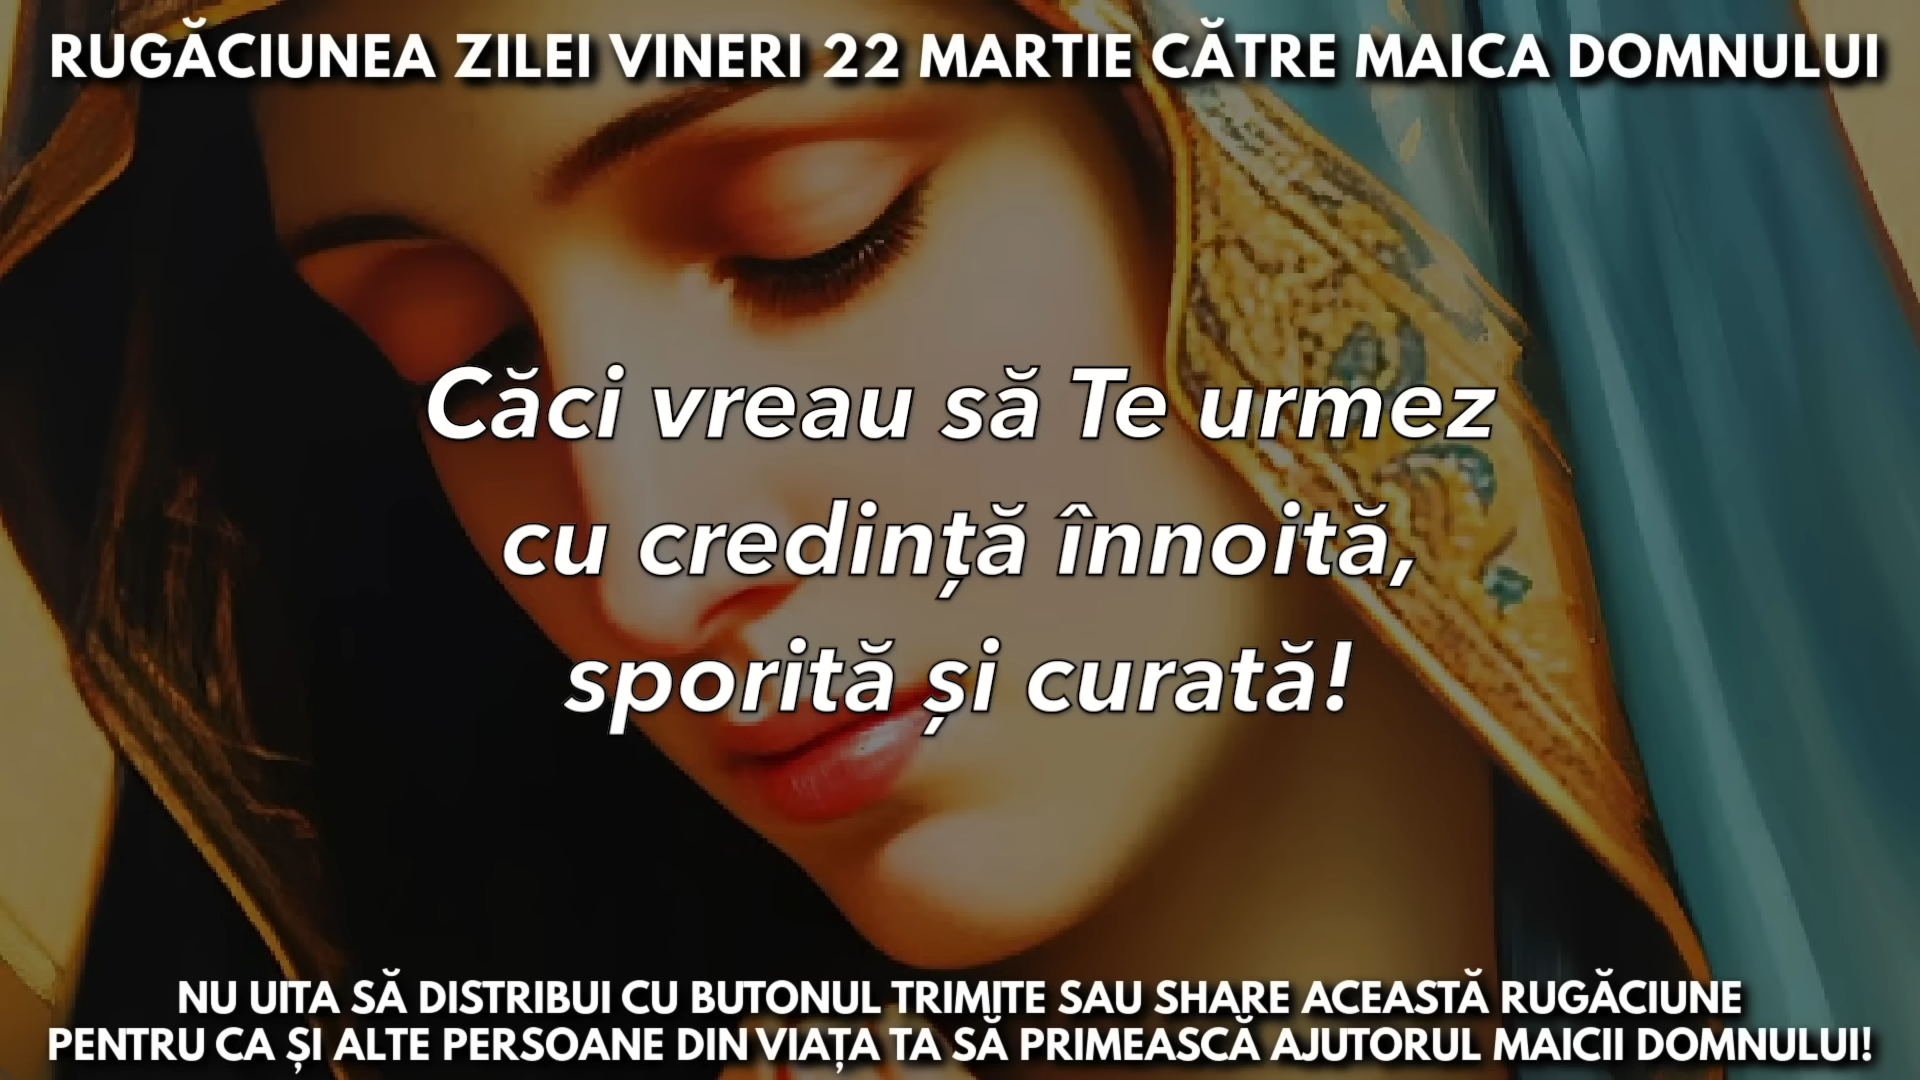 RUGĂCIUNEA ZILEI VINERI 22 MARTIE CĂTRE MAICA DOMNULUI
Căci vreau să Te urmez
cu credință înnoită,
sporită și curată!
NU UITA SĂ DISTRIBUI CU BUTONUL TRIMITE SAU SHARE ACEASTĂ RUGĂCIUNE
PENTRU CA ȘI ALTE PERSOANE DIN VIAȚA TA SĂ PRIMEASCĂ AJUTORUL MAICII DOMNULUI!